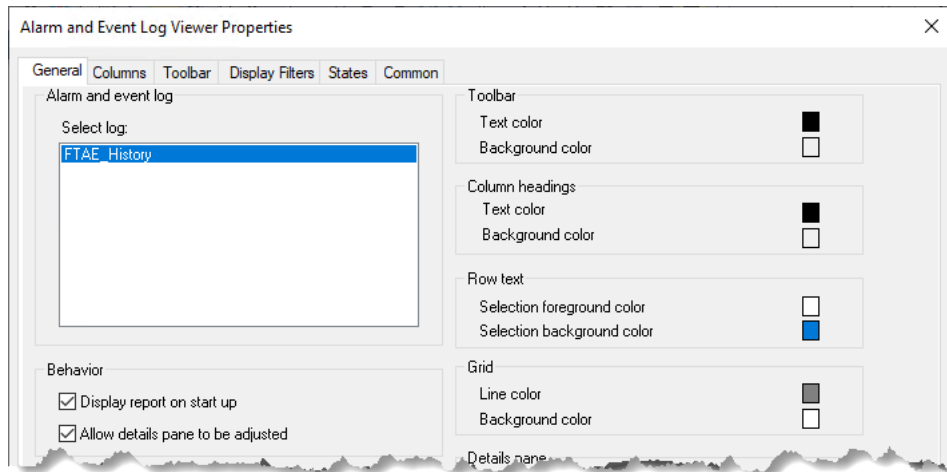 Alarm and Event Log Viewer Properties
General Columns Toolbar Display Filters States Common
Alarm and event log
Select log:
FTAE_History
Behavior
Display report on start up
Allow details pane to be adjusted
Toolbar
Text color
Background color
Column headings
Text color
Background color
Row text
Selection foreground color
Selection background color
Grid
Line color
Background color
Details pane